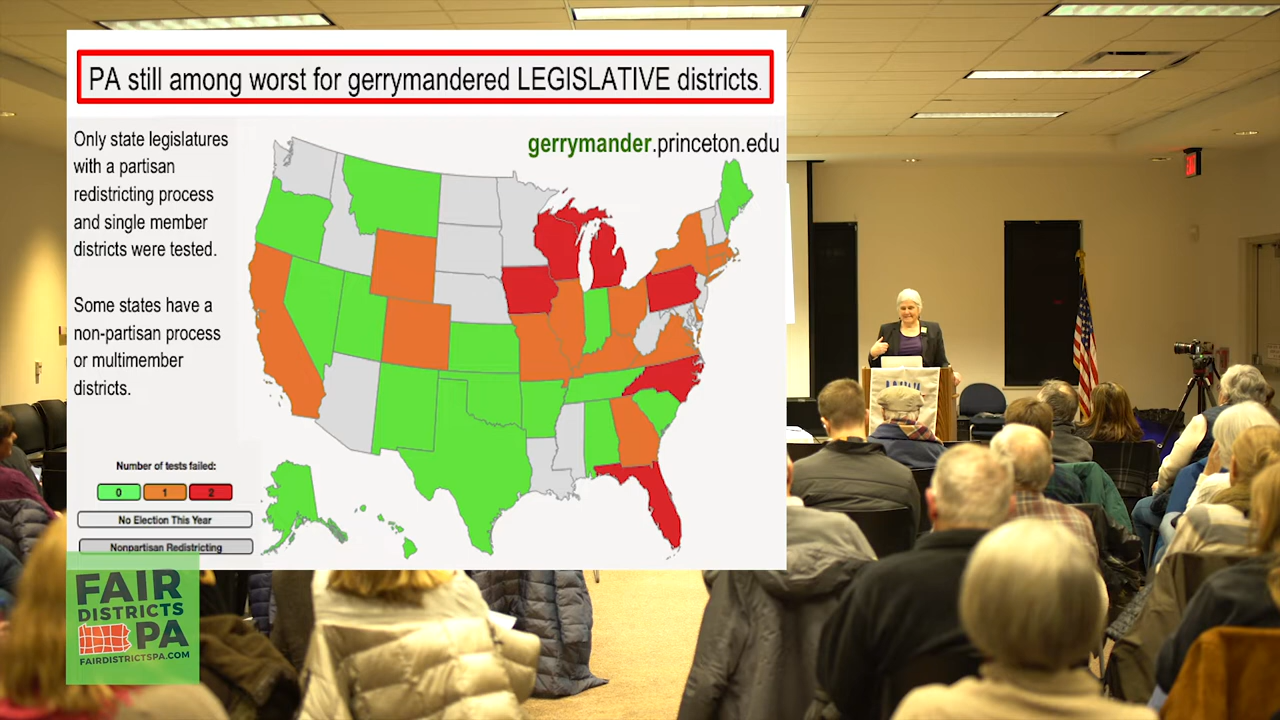 PA still among worst for gerrymandered LEGISLATIVE districts.
gerrymander.princeton.edu
Only state legislatures
with a partisan
redistricting process
and single member
districts were tested.
Some states have a
non-partisan process
or multimember
districts.
Number of tests failed:
0 1 2
No Election This Year
Nonpartisan Redistricting
FAIR
DISTRICTS
PA
FAIRDISTRICTSPA.COM